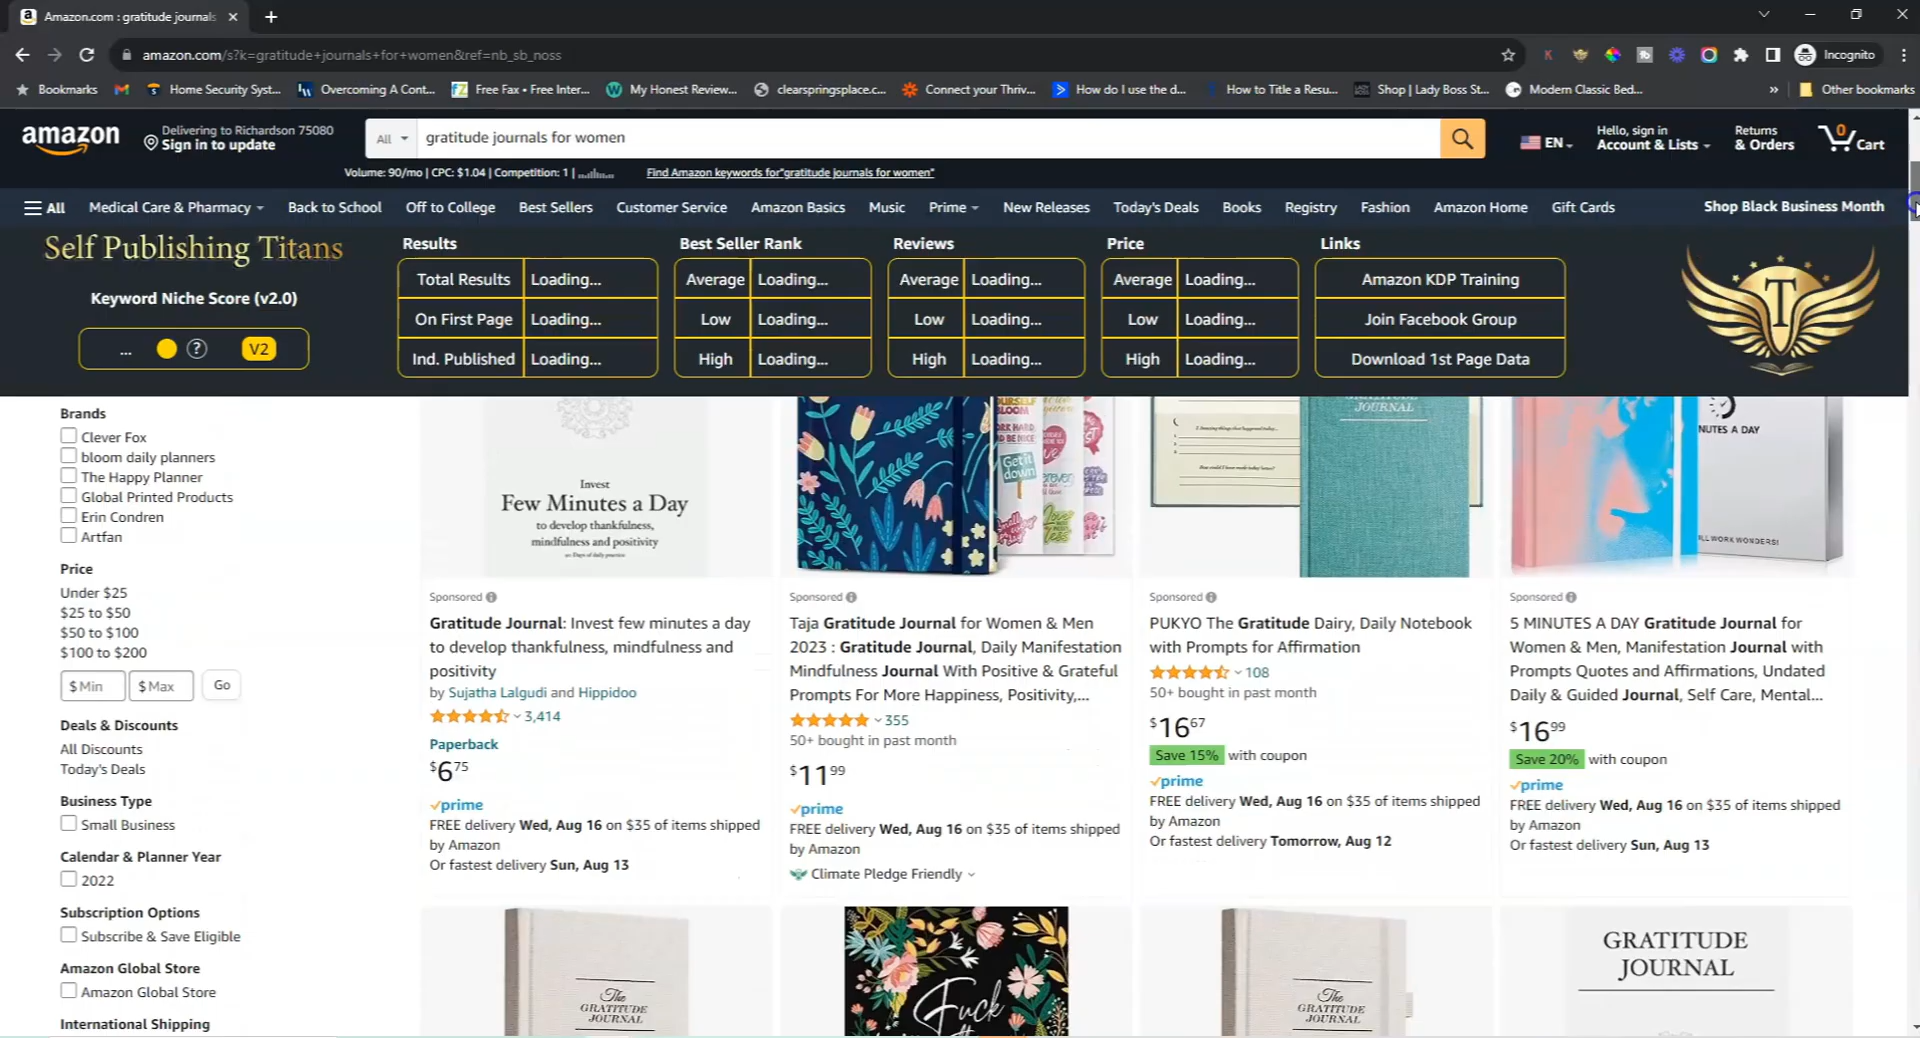 Amazon.com : gratitude journals
amazon.com/s?k=gratitude+journals+for+women&ref=nb_sb_noss
Incognito
Bookmarks
Home Security Syst...
Overcoming A Cont...
Free Fax • Free Inter...
My Honest Review...
clearspringsplace.c...
Connect your Thriv...
How do I use the d...
How to Title a Resu...
Shop | Lady Boss St...
Modern Classic Bed...
»
Other bookmarks
amazon
Delivering to Richardson 75080
Sign in to update
All
gratitude journals for women
EN
Hello, sign in
Account & Lists
Returns
& Orders
0
Cart
Volume: 90/mo | CPC: $1.04 | Competition: 1 |
Find Amazon keywords for"gratitude journals for women"
All
Medical Care & Pharmacy
Back to School
Off to College
Best Sellers
Customer Service
Amazon Basics
Music
Prime
New Releases
Today's Deals
Books
Registry
Fashion
Amazon Home
Gift Cards
Shop Black Business Month
Self Publishing Titans
Keyword Niche Score (v2.0)
... ? V2
Results
Total Results Loading...
On First Page Loading...
Ind. Published Loading...
Best Seller Rank
Average Loading...
Low Loading...
High Loading...
Reviews
Average Loading...
Low Loading...
High Loading...
Price
Average Loading...
Low Loading...
High Loading...
Links
Amazon KDP Training
Join Facebook Group
Download 1st Page Data
T
Brands
Clever Fox
bloom daily planners
The Happy Planner
Global Printed Products
Erin Condren
Artfan
Price
Under $25
$25 to $50
$50 to $100
$100 to $200
$ Min
$ Max
Go
Deals & Discounts
All Discounts
Today's Deals
Business Type
Small Business
Calendar & Planner Year
2022
Subscription Options
Subscribe & Save Eligible
Amazon Global Store
Amazon Global Store
International Shipping
Invest
Few Minutes a Day
to develop thankfulness,
mindfulness and positivity
Sponsored
Gratitude Journal: Invest few minutes a day
to develop thankfulness, mindfulness and
positivity
by Sujatha Lalgudi and Hippidoo
3,414
Paperback
$6 75
prime
FREE delivery Wed, Aug 16 on $35 of items shipped
by Amazon
Or fastest delivery Sun, Aug 13
BLOOM
WORK HARD
Get it
down
Sponsored
Taja Gratitude Journal for Women & Men
2023 : Gratitude Journal, Daily Manifestation
Mindfulness Journal With Positive & Grateful
Prompts For More Happiness, Positivity,...
355
50+ bought in past month
$11 99
prime
FREE delivery Wed, Aug 16 on $35 of items shipped
by Amazon
Climate Pledge Friendly
JOURNAL
Sponsored
PUKYO The Gratitude Dairy, Daily Notebook
with Prompts for Affirmation
108
50+ bought in past month
$16 67
Save 15% with coupon
prime
FREE delivery Wed, Aug 16 on $35 of items shipped
by Amazon
Or fastest delivery Tomorrow, Aug 12
NUTES A DAY
LL WORK WONDERS!
Sponsored
5 MINUTES A DAY Gratitude Journal for
Women & Men, Manifestation Journal with
Prompts Quotes and Affirmations, Undated
Daily & Guided Journal, Self Care, Mental...
$16 99
Save 20% with coupon
prime
FREE delivery Wed, Aug 16 on $35 of items shipped
by Amazon
Or fastest delivery Sun, Aug 13
The
GRATITUDE
JOURNAL
Fuck
The
GRATITUDE
JOURNAL
GRATITUDE
JOURNAL